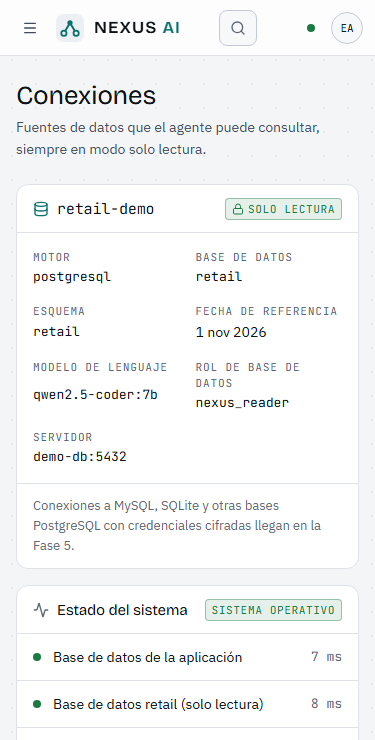 NEXUS AI
EA
Conexiones
Fuentes de datos que el agente puede consultar,
siempre en modo solo lectura.
retail-demo
SOLO LECTURA
MOTOR
postgresql
BASE DE DATOS
retail
ESQUEMA
retail
FECHA DE REFERENCIA
1 nov 2026
MODELO DE LENGUAJE
qwen2.5-coder:7b
ROL DE BASE DE
DATOS
nexus_reader
SERVIDOR
demo-db:5432
Conexiones a MySQL, SQLite y otras bases
PostgreSQL con credenciales cifradas llegan en la
Fase 5.
Estado del sistema
SISTEMA OPERATIVO
Base de datos de la aplicación
7 ms
Base de datos retail (solo lectura)
8 ms